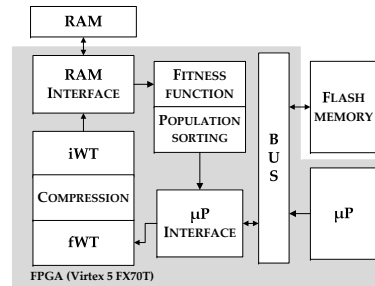 RAM
RAM
INTERFACE
FITNESS
FUNCTION
POPULATION
SORTING
B
U
S
FLASH
MEMORY
iWT
COMPRESSION
fWT
µP
INTERFACE
µP
FPGA (Virtex 5 FX70T)